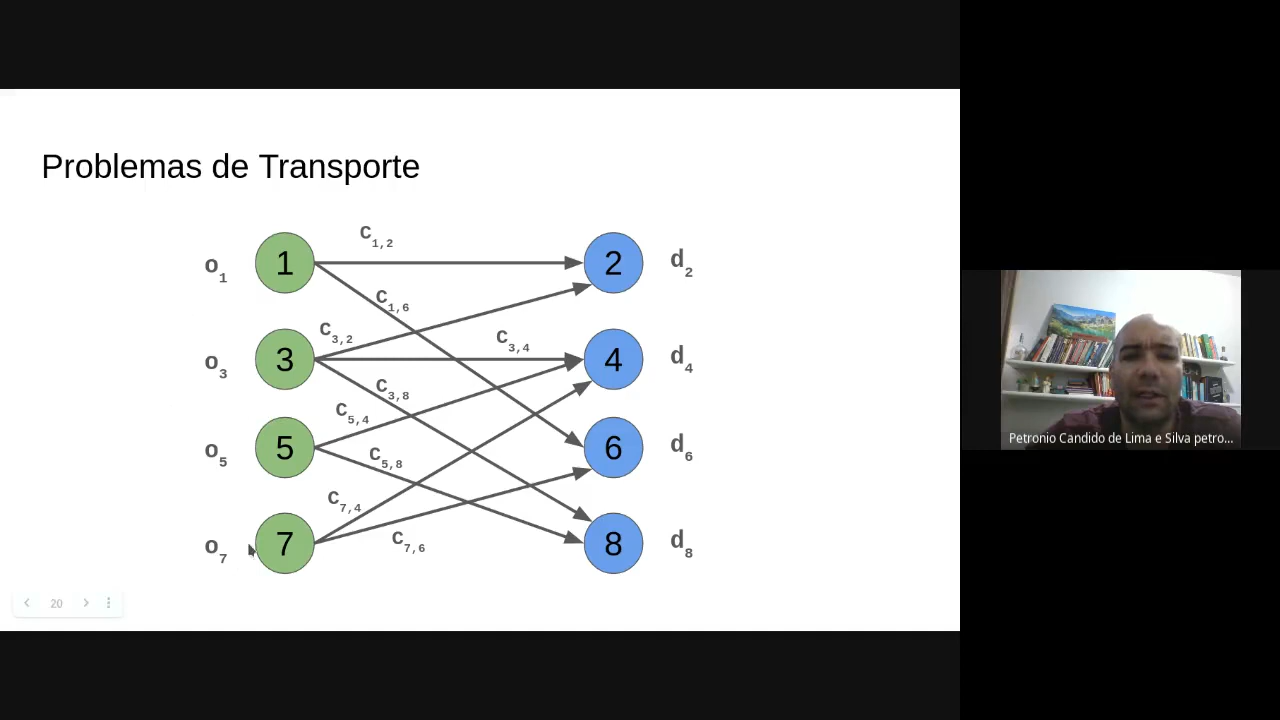 Problemas de Transporte
C1,2
o1 1 2 d2
C1,6
C3,2 C3,4
o3 3 4 d4
C3,8
C5,4
o5 5 6 d6
C5,8
C7,4
C7,6
o7 7 8 d8
20
Petronio Candido de Lima e Silva petro...